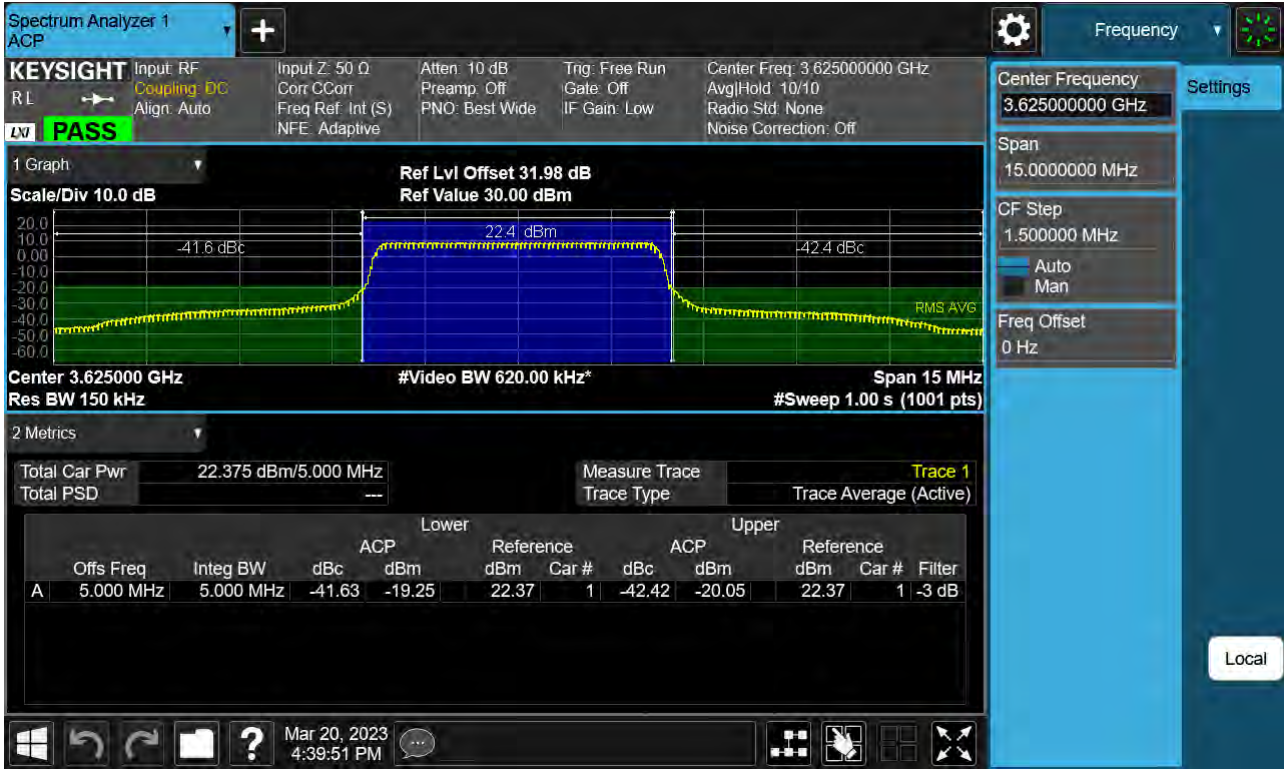 Spectrum Analyzer 1
ACP
Frequency
KEYSIGHT
R L
LXI
PASS
Input: RF
Coupling: DC
Align: Auto
Input Z: 50 Ω
Corr CCorr
Freq Ref: Int (S)
NFE: Adaptive
Atten: 10 dB
Preamp: Off
PNO: Best Wide
Trig: Free Run
Gate: Off
IF Gain: Low
Center Freq: 3.625000000 GHz
Avg|Hold: 10/10
Radio Std: None
Noise Correction: Off
1 Graph
Scale/Div 10.0 dB
Ref Lvl Offset 31.98 dB
Ref Value 30.00 dBm
20.0
10.0
0.00
-10.0
-20.0
-30.0
-40.0
-50.0
-60.0
-41.6 dBc
22.4 dBm
-42.4 dBc
RMS AVG
Center 3.625000 GHz
#Video BW 620.00 kHz*
Span 15 MHz
Res BW 150 kHz
#Sweep 1.00 s (1001 pts)
2 Metrics
Total Car Pwr 22.375 dBm/5.000 MHz
Total PSD ---
Measure Trace Trace 1
Trace Type Trace Average (Active)
Lower Upper
ACP Reference ACP Reference
Offs Freq Integ BW dBc dBm dBm Car # dBc dBm dBm Car # Filter
A 5.000 MHz 5.000 MHz -41.63 -19.25 22.37 1 -42.42 -20.05 22.37 1 -3 dB
Center Frequency
3.625000000 GHz
Span
15.0000000 MHz
CF Step
1.500000 MHz
Auto
Man
Freq Offset
0 Hz
Settings
Local
?
Mar 20, 2023
4:39:51 PM